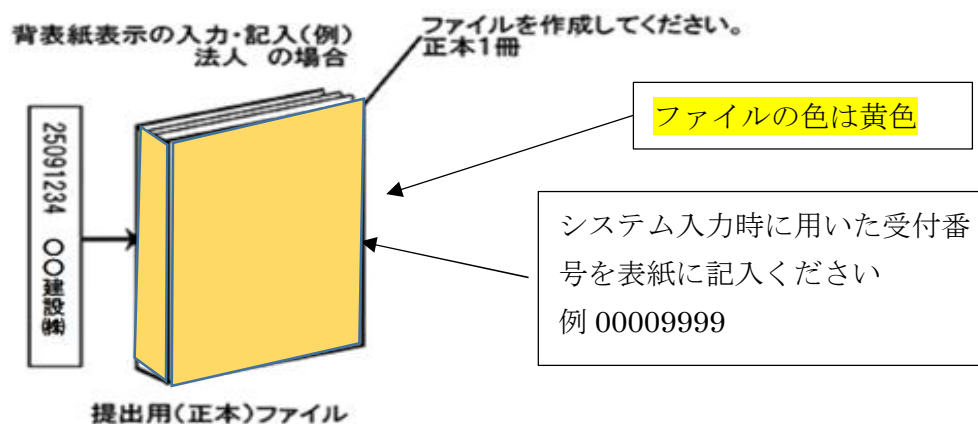 背表紙表示の入力・記入(例)
法人 の場合
ファイルを作成してください。
正本1冊
ファイルの色は黄色
25091234 〇〇建設㈱
システム入力時に用いた受付番
号を表紙に記入ください
例 00009999
提出用(正本)ファイル